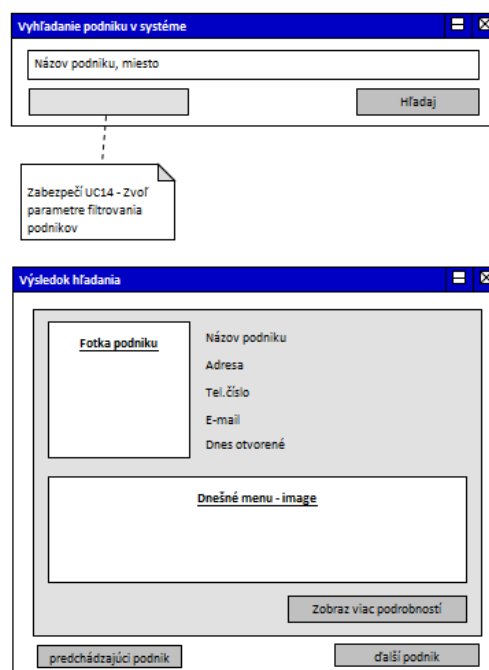 Vyhľadanie podniku v systéme
Názov podniku, miesto
Hľadaj
Zabezpečí UC14 - Zvoľ
parametre filtrovania
podnikov
Výsledok hľadania
Fotka podniku
Názov podniku
Adresa
Tel.číslo
E-mail
Dnes otvorené
Dnešné menu - image
Zobraz viac podrobností
predchádzajúci podnik
ďalší podnik